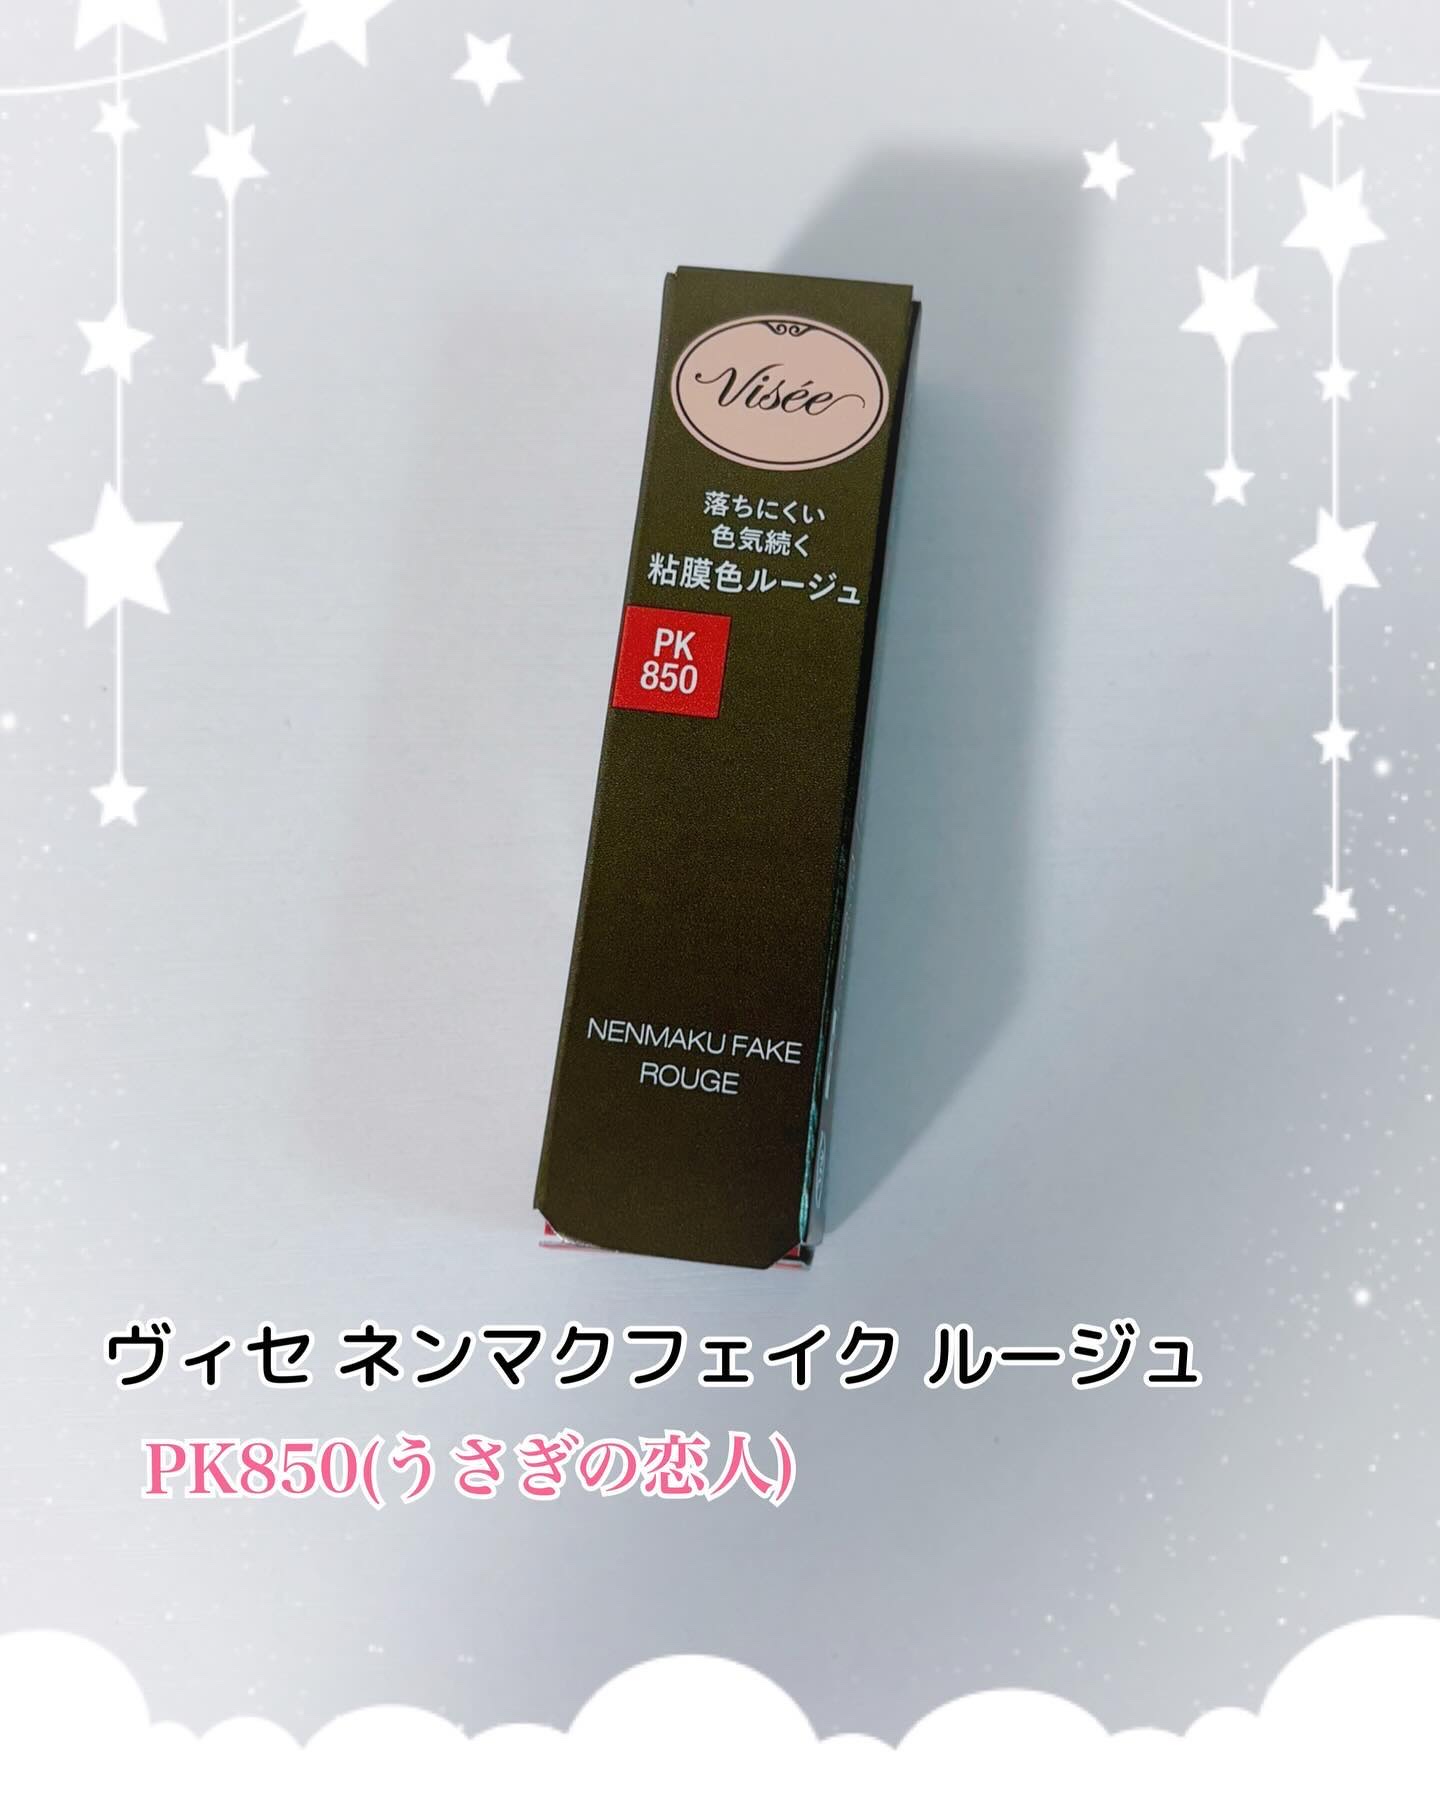 Visée
落ちにくい
色気続く
粘膜色ルージュ
PK
850
NENMAKU FAKE
ROUGE
ヴィセ ネンマクフェイク ルージュ
PK850(うさぎの恋人)